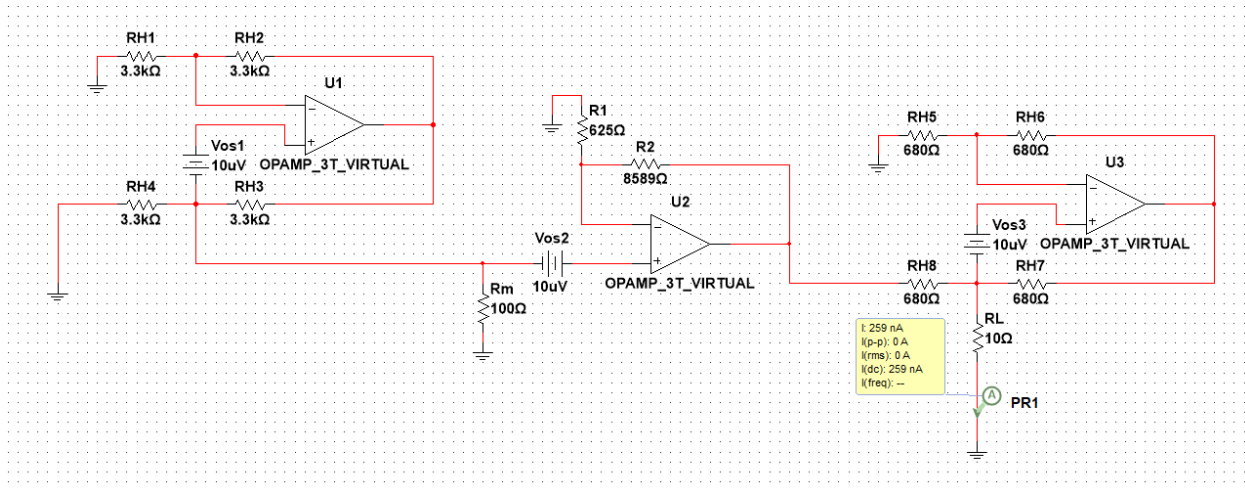 RH1
3.3kΩ
RH2
3.3kΩ
U1
OPAMP_3T_VIRTUAL
Vos1
10uV
RH4
3.3kΩ
RH3
3.3kΩ
R1
625Ω
R2
8589Ω
U2
OPAMP_3T_VIRTUAL
Vos2
10uV
Rm
100Ω
RH5
680Ω
RH6
680Ω
U3
OPAMP_3T_VIRTUAL
Vos3
10uV
RH8
680Ω
RH7
680Ω
RL
10Ω
I: 259 nA
I(p-p): 0 A
I(rms): 0 A
I(dc): 259 nA
I(freq): --
A
PR1